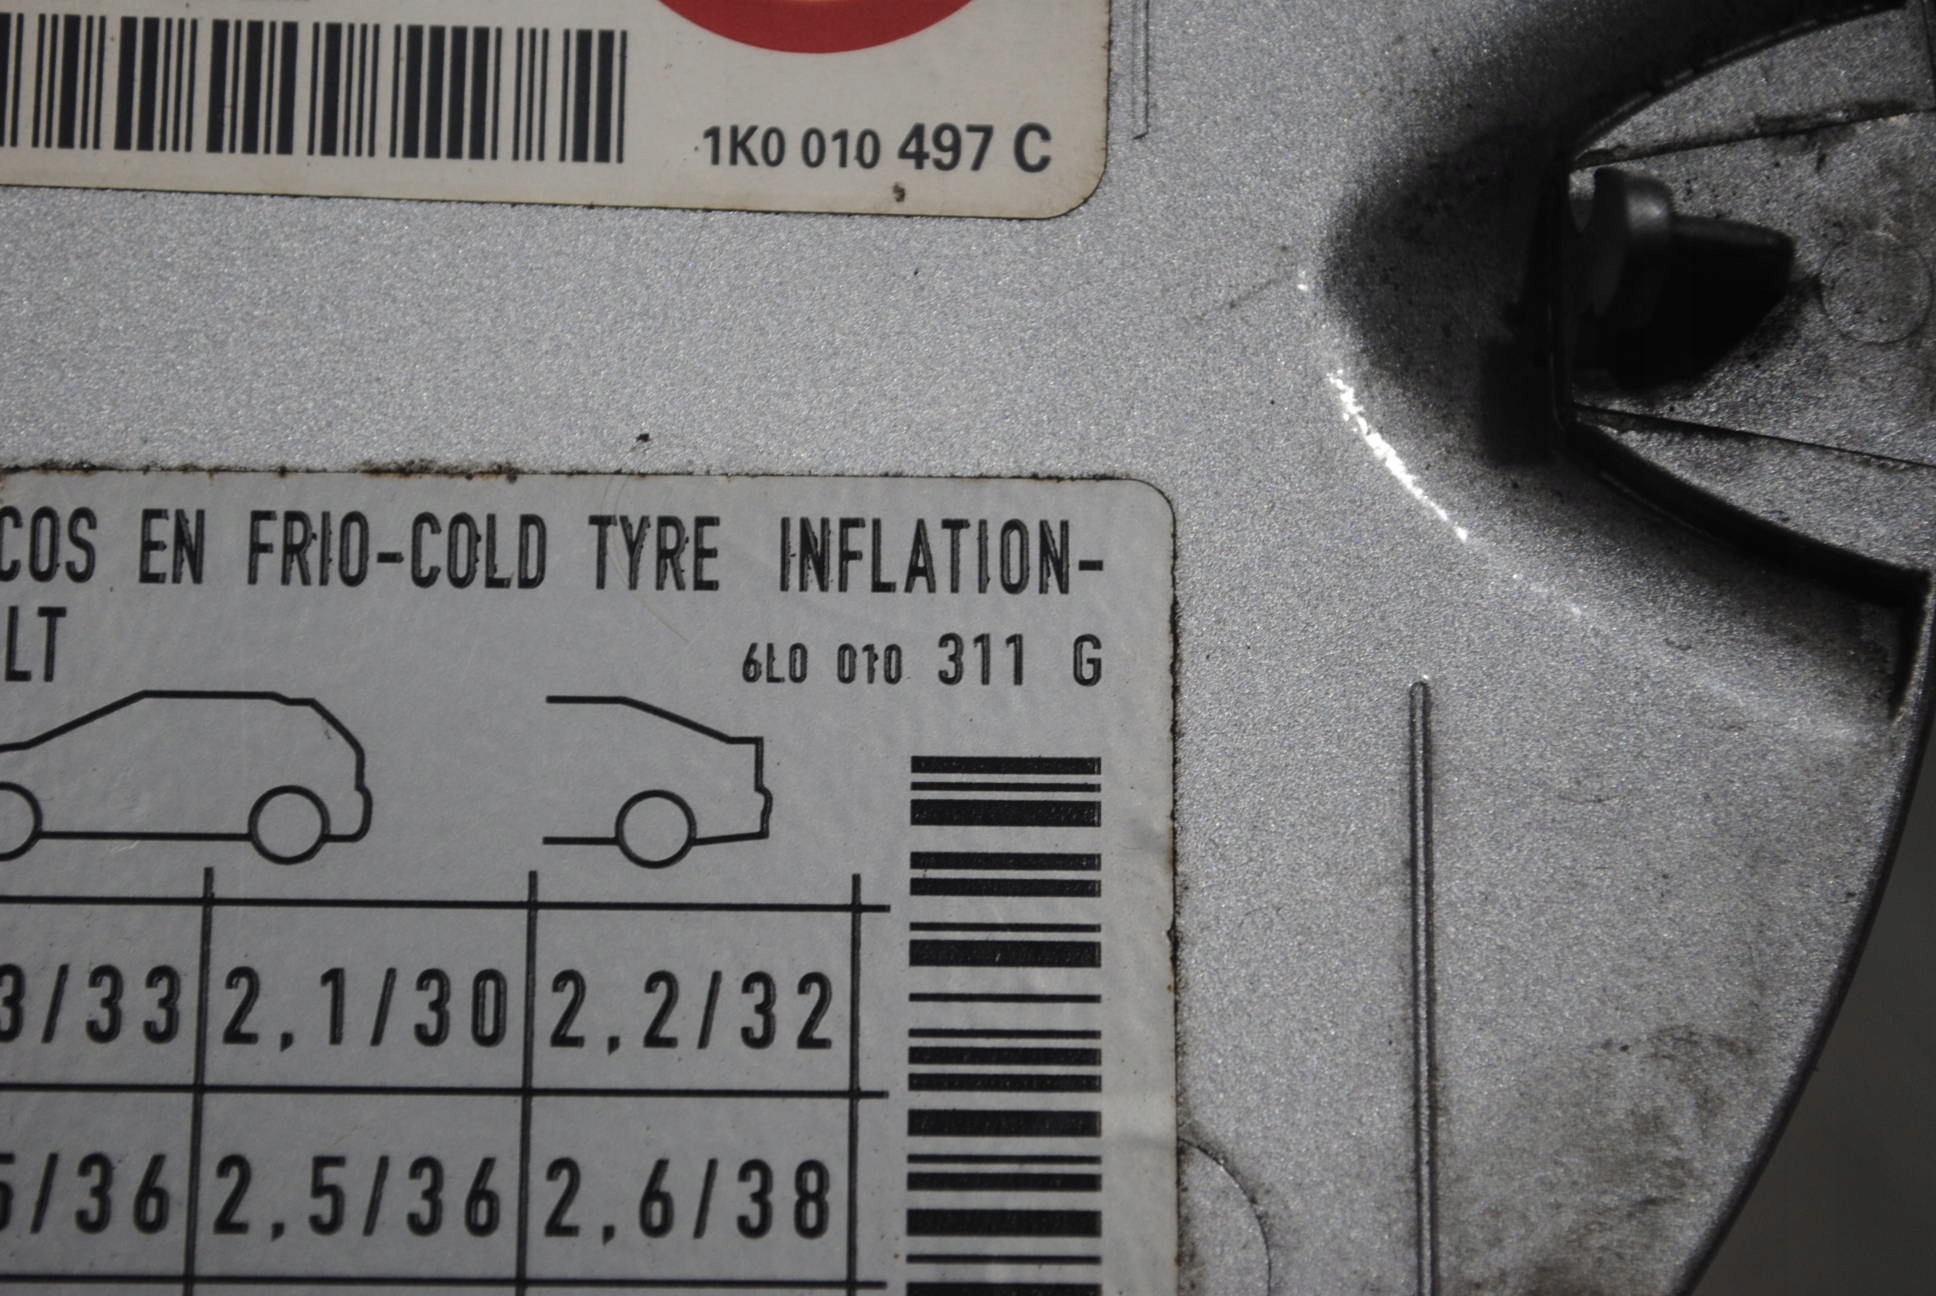 1K0 010 497 C
COS EN FRIO-COLD TYRE INFLATION-
LT
6L0 010 311 G
3/33 2,1/30 2,2/32
5/36 2,5/36 2,6/38